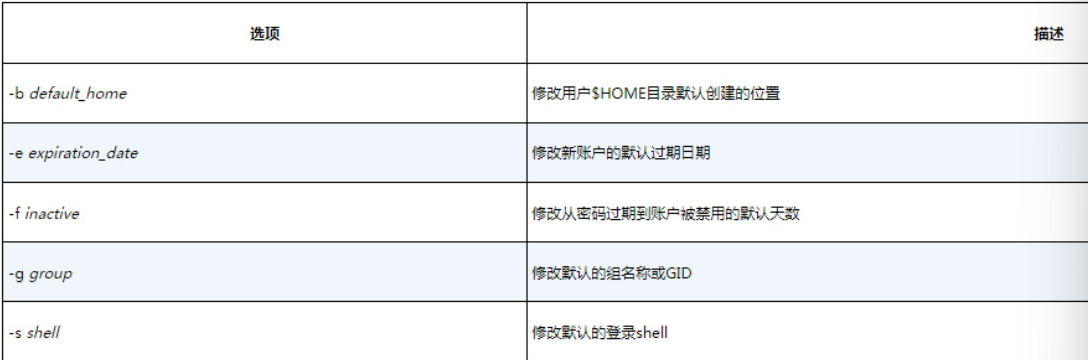 选项 描述
-b default_home 修改用户$HOME目录默认创建的位置
-e expiration_date 修改新账户的默认过期日期
-f inactive 修改从密码过期到账户被禁用的默认天数
-g group 修改默认的组名称或GID
-s shell 修改默认的登录shell